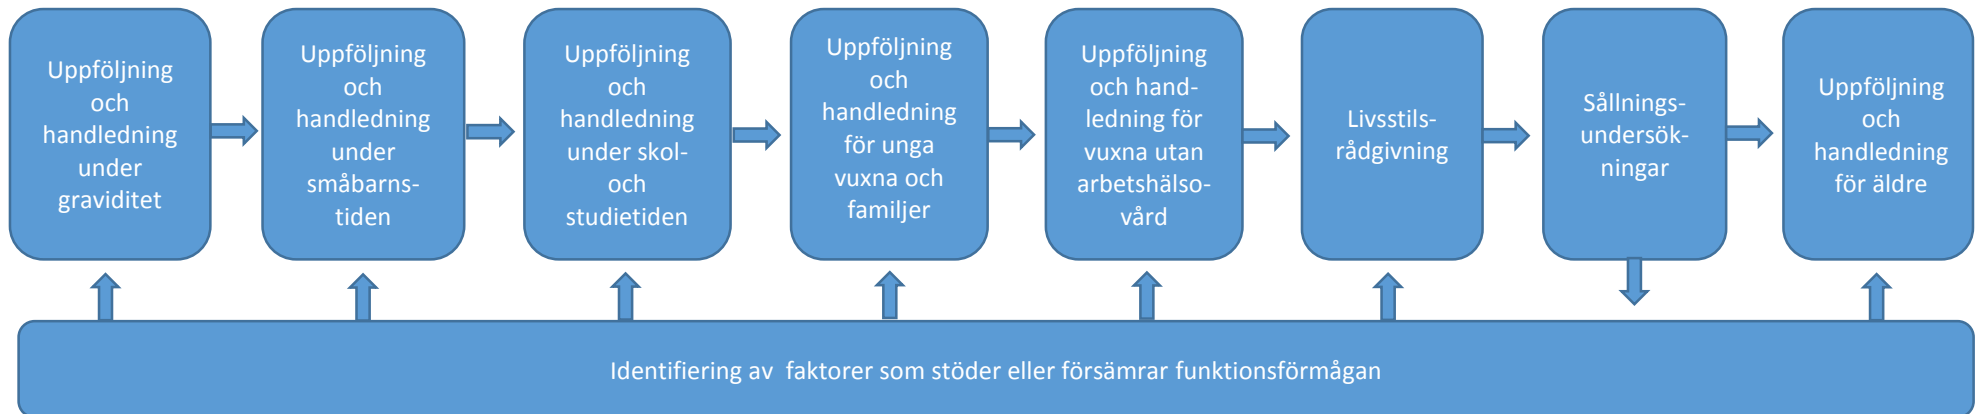 Uppföljning
och
handledning
under
graviditet
Uppföljning
och
handledning
under
småbarns-
tiden
Uppföljning
och
handledning
under skol-
och
studietiden
Uppföljning
och
handledning
för unga
vuxna och
familjer
Uppföljning
och hand-
ledning för
vuxna utan
arbetshälso-
vård
Livsstils-
rådgivning
Sållnings-
undersök-
ningar
Uppföljning
och
handledning
för äldre
Identifiering av  faktorer som stöder eller försämrar funktionsförmågan